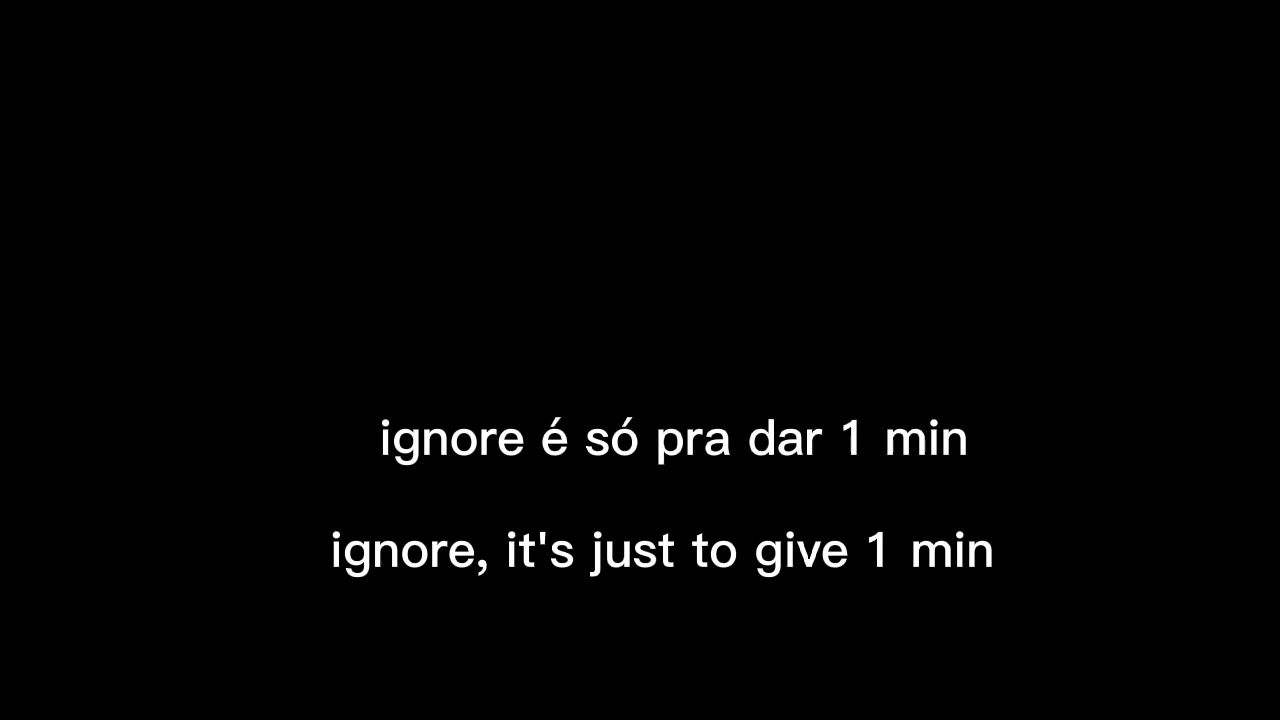 ignore é só pra dar 1 min
ignore, it's just to give 1 min